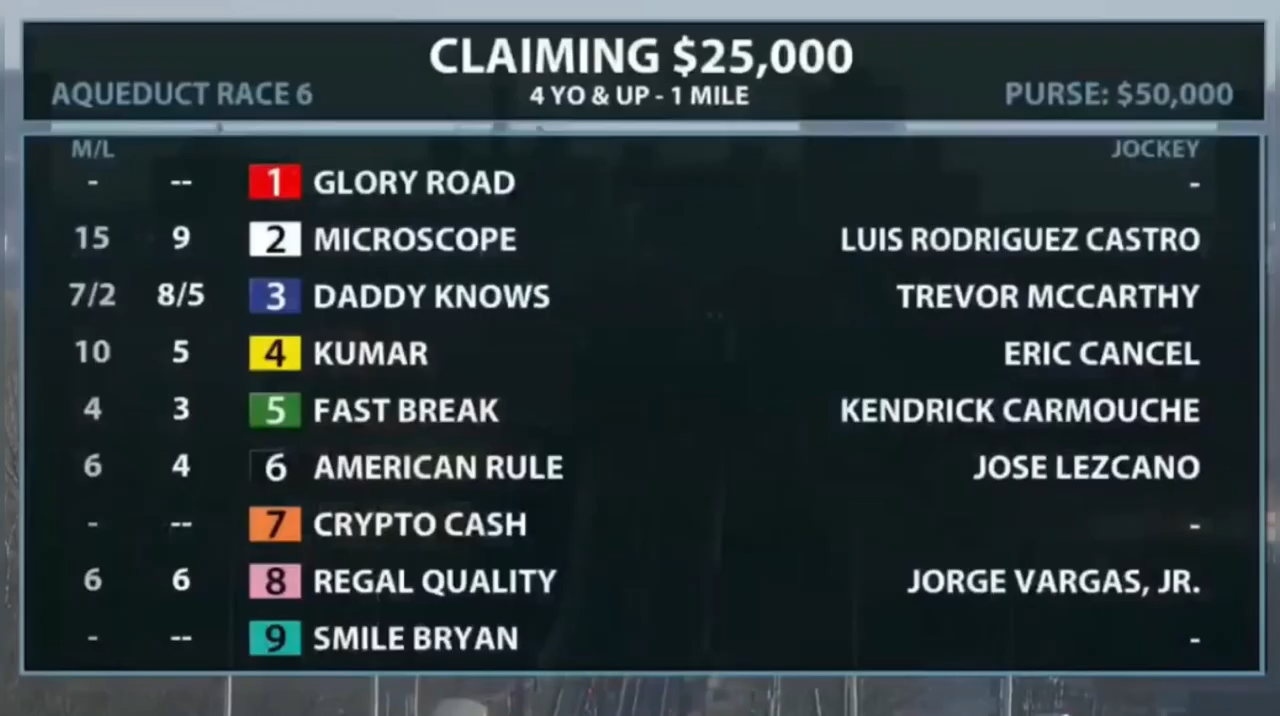 CLAIMING $25,000
AQUEDUCT RACE 6 4 YO & UP - 1 MILE PURSE: $50,000
M/L JOCKEY
- -- 1 GLORY ROAD -
15 9 2 MICROSCOPE LUIS RODRIGUEZ CASTRO
7/2 8/5 3 DADDY KNOWS TREVOR MCCARTHY
10 5 4 KUMAR ERIC CANCEL
4 3 5 FAST BREAK KENDRICK CARMOUCHE
6 4 6 AMERICAN RULE JOSE LEZCANO
- -- 7 CRYPTO CASH -
6 6 8 REGAL QUALITY JORGE VARGAS, JR.
- -- 9 SMILE BRYAN -